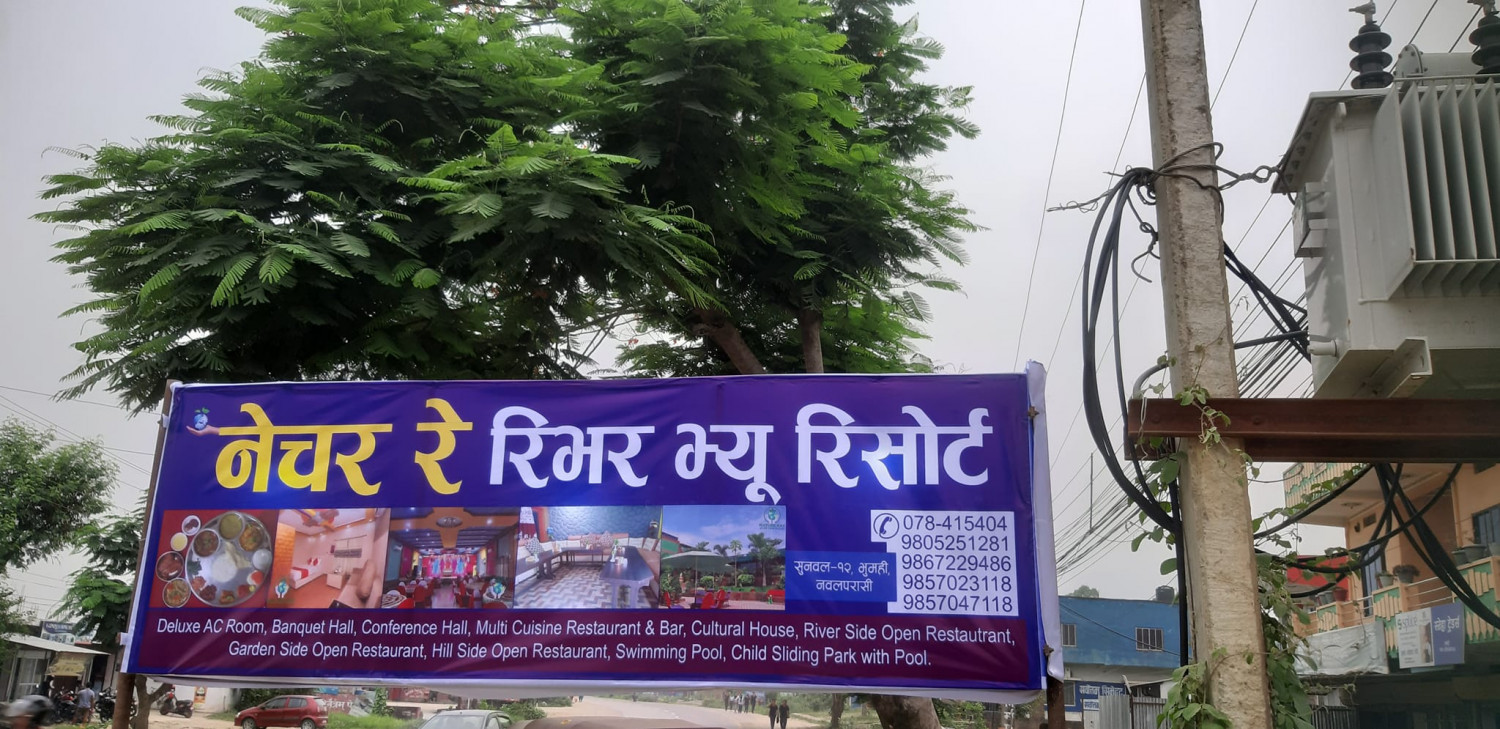 नेचर रे रिभर भ्यू रिसोर्ट
078-415404
9805251281
9867229486
9857023118
9857047118
सुनवल-१२, भुमही,
नवलपरासी
Deluxe AC Room, Banquet Hall, Conference Hall, Multi Cuisine Restaurant & Bar, Cultural House, River Side Open Restautrant,
Garden Side Open Restaurant, Hill Side Open Restaurant, Swimming Pool, Child Sliding Park with Pool.